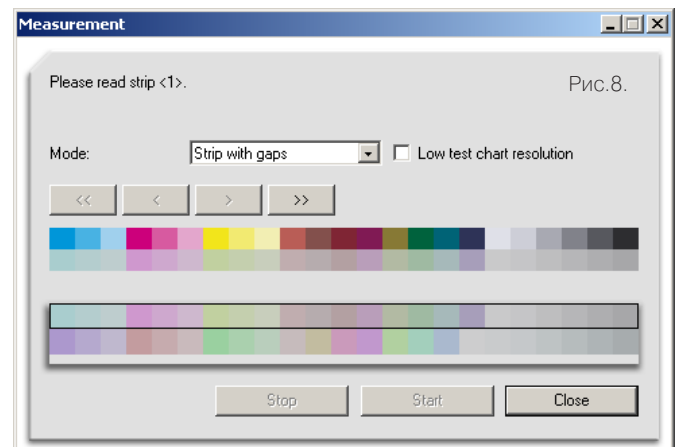 Measurement
Please read strip <1>.
Рис.8.
Mode:
Strip with gaps
Low test chart resolution
<<
<
>
>>
Stop
Start
Close